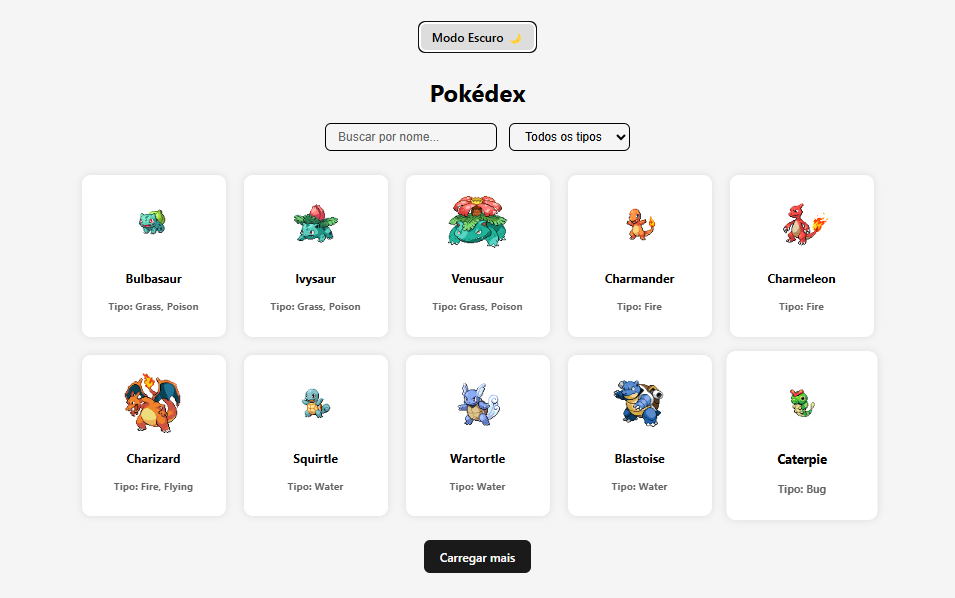 Modo Escuro 🌙
Pokédex
Buscar por nome...
Todos os tipos
Bulbasaur
Tipo: Grass, Poison
Ivysaur
Tipo: Grass, Poison
Venusaur
Tipo: Grass, Poison
Charmander
Tipo: Fire
Charmeleon
Tipo: Fire
Charizard
Tipo: Fire, Flying
Squirtle
Tipo: Water
Wartortle
Tipo: Water
Blastoise
Tipo: Water
Caterpie
Tipo: Bug
Carregar mais